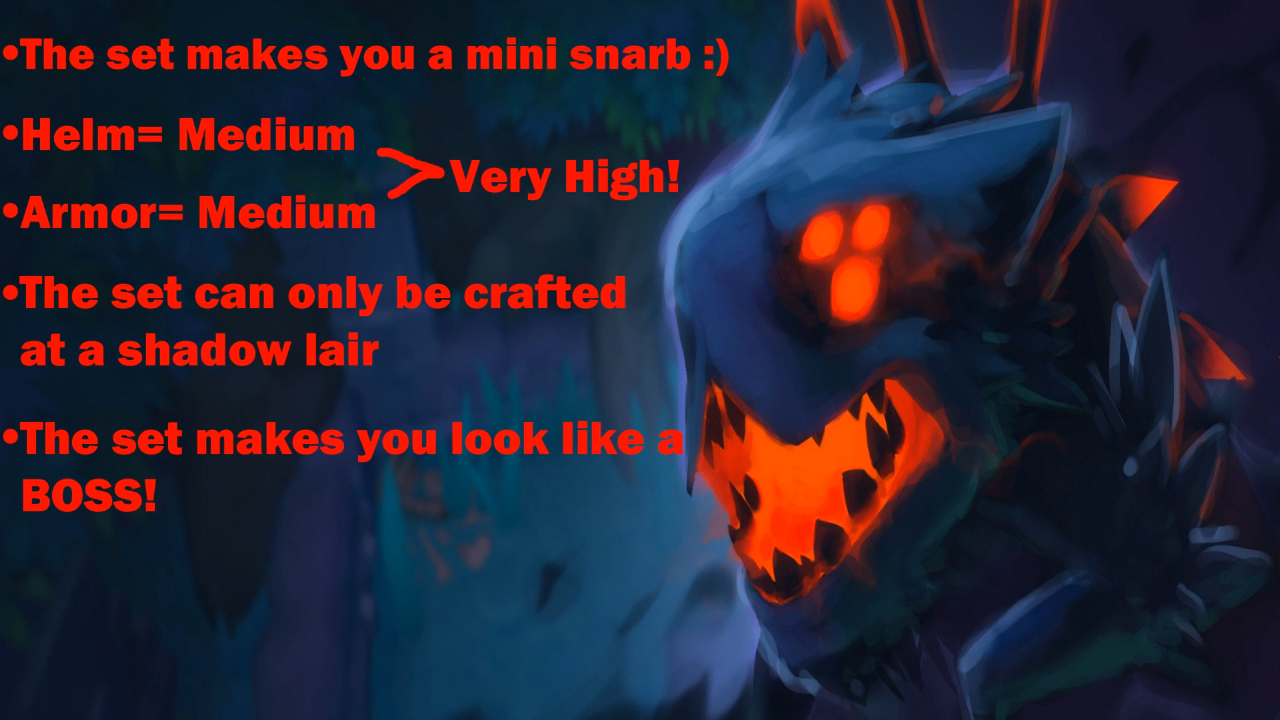 •The set makes you a mini snarb :)
•Helm= Medium
>Very High!
•Armor= Medium
•The set can only be crafted
at a shadow lair
•The set makes you look like a
BOSS!